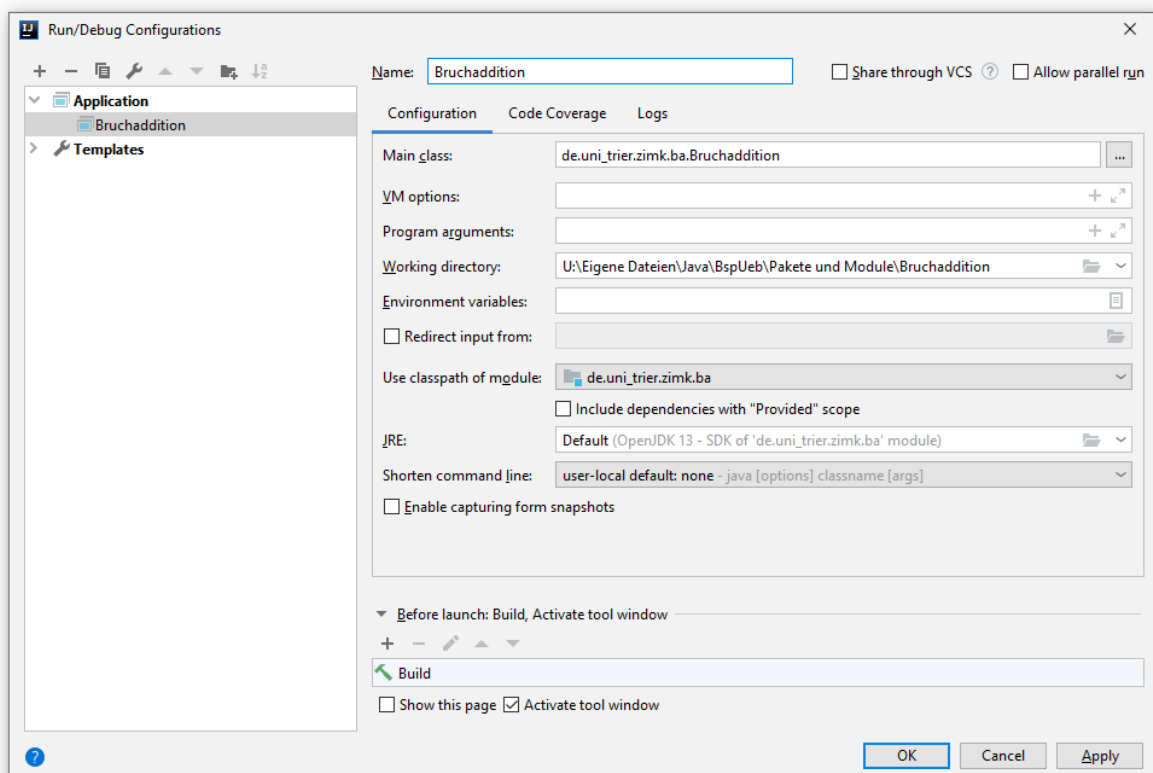 Run/Debug Configurations
Name: Bruchaddition
Share through VCS ? Allow parallel run
Application
Bruchaddition
Templates
Configuration Code Coverage Logs
Main class: de.uni_trier.zimk.ba.Bruchaddition ...
VM options:
Program arguments:
Working directory: U:\Eigene Dateien\Java\BspUeb\Pakete und Module\Bruchaddition
Environment variables:
Redirect input from:
Use classpath of module: de.uni_trier.zimk.ba
Include dependencies with "Provided" scope
JRE: Default (OpenJDK 13 - SDK of 'de.uni_trier.zimk.ba' module)
Shorten command line: user-local default: none - java [options] classname [args]
Enable capturing form snapshots
Before launch: Build, Activate tool window
Build
Show this page Activate tool window
? OK Cancel Apply